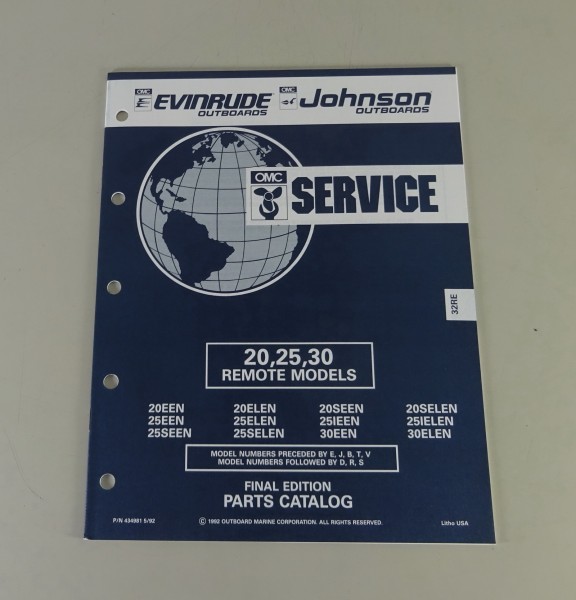 OMC EVINRUDE OMC Johnson
OUTBOARDS OUTBOARDS
OMC SERVICE
32RE
20,25,30
REMOTE MODELS
20EEN 20ELEN 20SEEN 20SELEN
25EEN 25ELEN 25IEEN 25IELEN
25SEEN 25SELEN 30EEN 30ELEN
MODEL NUMBERS PRECEDED BY E, J, B, T, V
MODEL NUMBERS FOLLOWED BY D, R, S
FINAL EDITION
PARTS CATALOG
P/N 434981 5/92 © 1992 OUTBOARD MARINE CORPORATION. ALL RIGHTS RESERVED. Litho USA